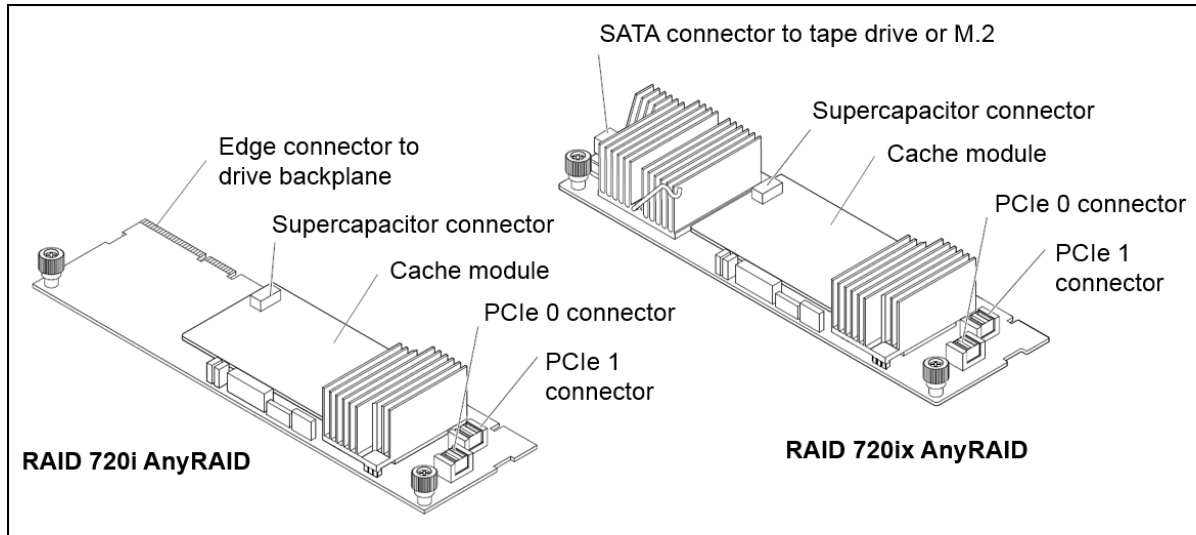 SATA connector to tape drive or M.2
Supercapacitor connector
Cache module
PCIe 0 connector
PCIe 1
connector
RAID 720ix AnyRAID
Edge connector to
drive backplane
Supercapacitor connector
Cache module
PCIe 0 connector
PCIe 1
connector
RAID 720i AnyRAID